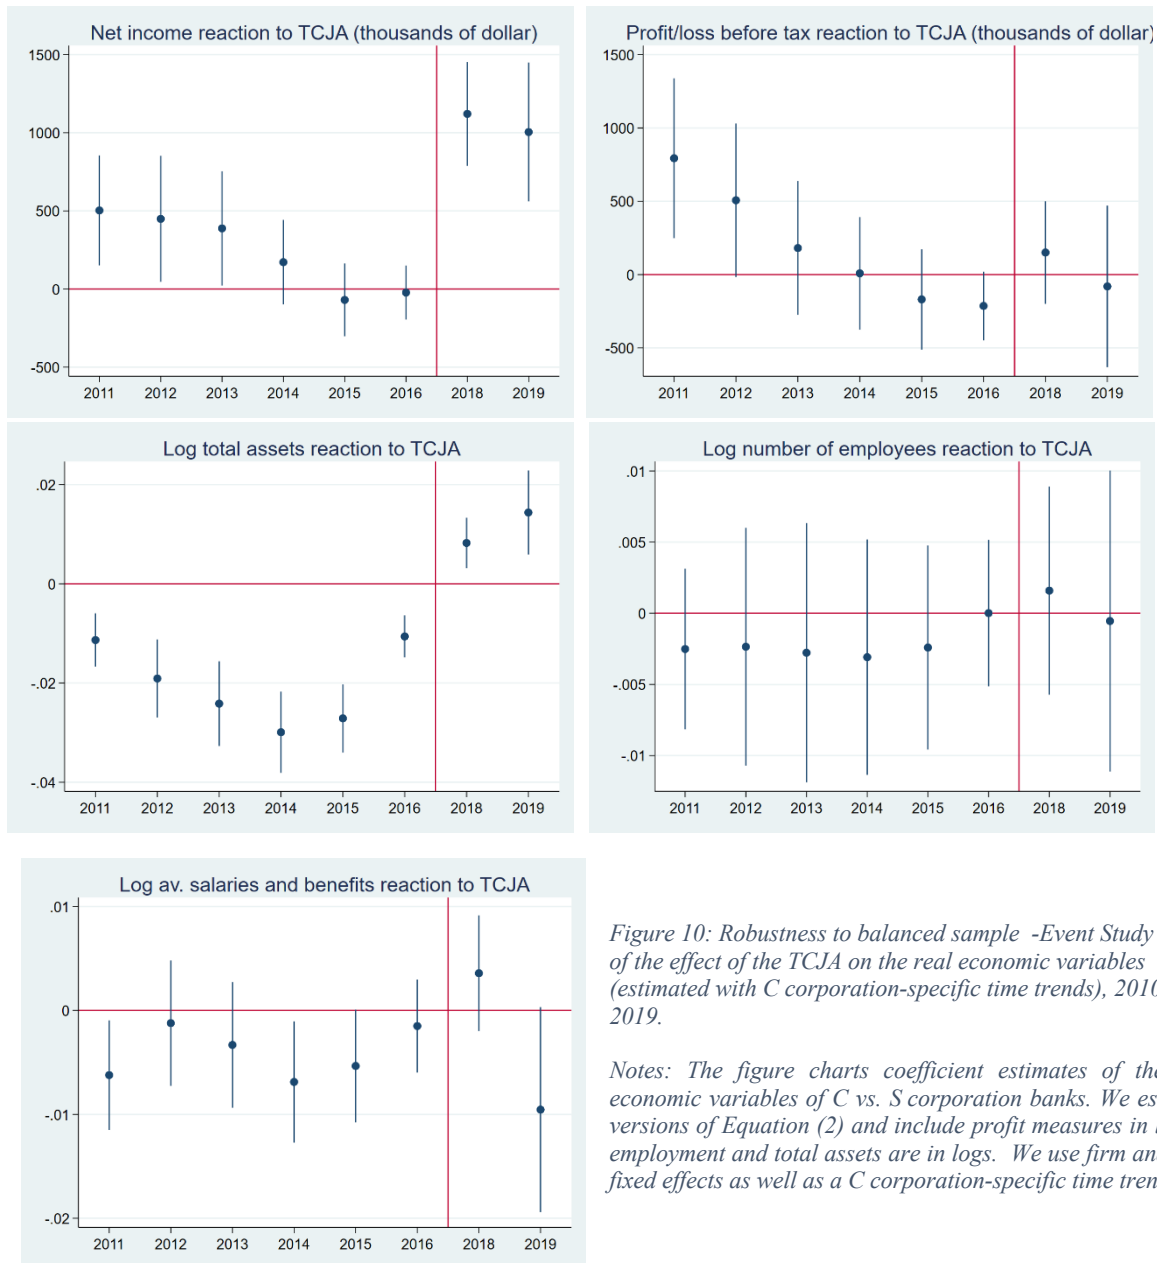 Net income reaction to TCJA (thousands of dollar)
1500
1000
500
0
-500
2011 2012 2013 2014 2015 2016 2018 2019
Profit/loss before tax reaction to TCJA (thousands of dollar)
1500
1000
500
0
-500
2011 2012 2013 2014 2015 2016 2018 2019
Log total assets reaction to TCJA
.02
0
-.02
-.04
2011 2012 2013 2014 2015 2016 2018 2019
Log number of employees reaction to TCJA
.01
.005
0
-.005
-.01
2011 2012 2013 2014 2015 2016 2018 2019
Log av. salaries and benefits reaction to TCJA
.01
0
-.01
-.02
2011 2012 2013 2014 2015 2016 2018 2019
Figure 10: Robustness to balanced sample -Event Study
of the effect of the TCJA on the real economic variables
(estimated with C corporation-specific time trends), 2010
2019.
Notes: The figure charts coefficient estimates of the
economic variables of C vs. S corporation banks. We es
versions of Equation (2) and include profit measures in
employment and total assets are in logs. We use firm an
fixed effects as well as a C corporation-specific time tren